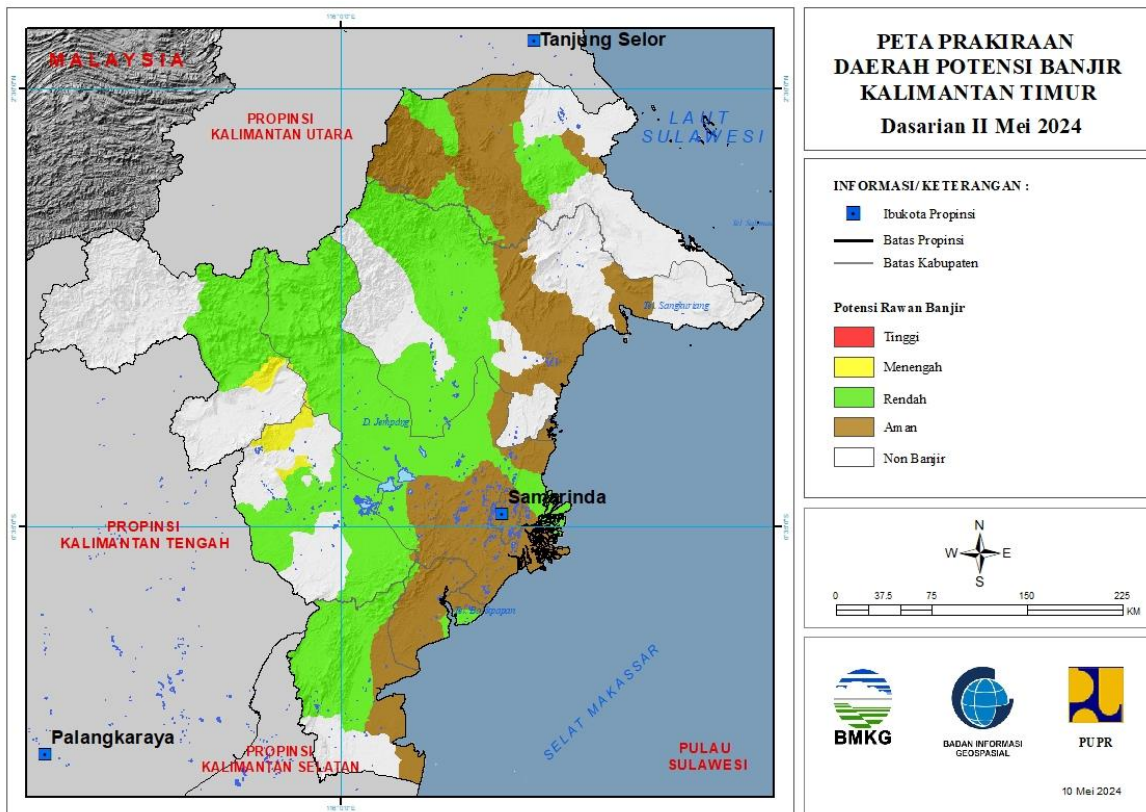 Tanjung Selor
MALAYSIA
PROPINSI
KALIMANTAN UTARA
LAUT
SULAWESI
Tel. Sangkuriang
D. Jempang
Samarinda
PROPINSI
KALIMANTAN TENGAH
SELAT MAKASSAR
Palangkaraya
PROPINSI
KALIMANTAN SELATAN
PULAU
SULAWESI
PETA PRAKIRAAN
DAERAH POTENSI BANJIR
KALIMANTAN TIMUR
Dasarian II Mei 2024
INFORMASI/ KETERANGAN :
Ibukota Propinsi
Batas Propinsi
Batas Kabupaten
Potensi Rawan Banjir
Tinggi
Menengah
Rendah
Aman
Non Banjir
N
W E
S
0 37.5 75 150 225
KM
BMKG
BADAN INFORMASI
GEOSPASIAL
PUPR
10 Mei 2024